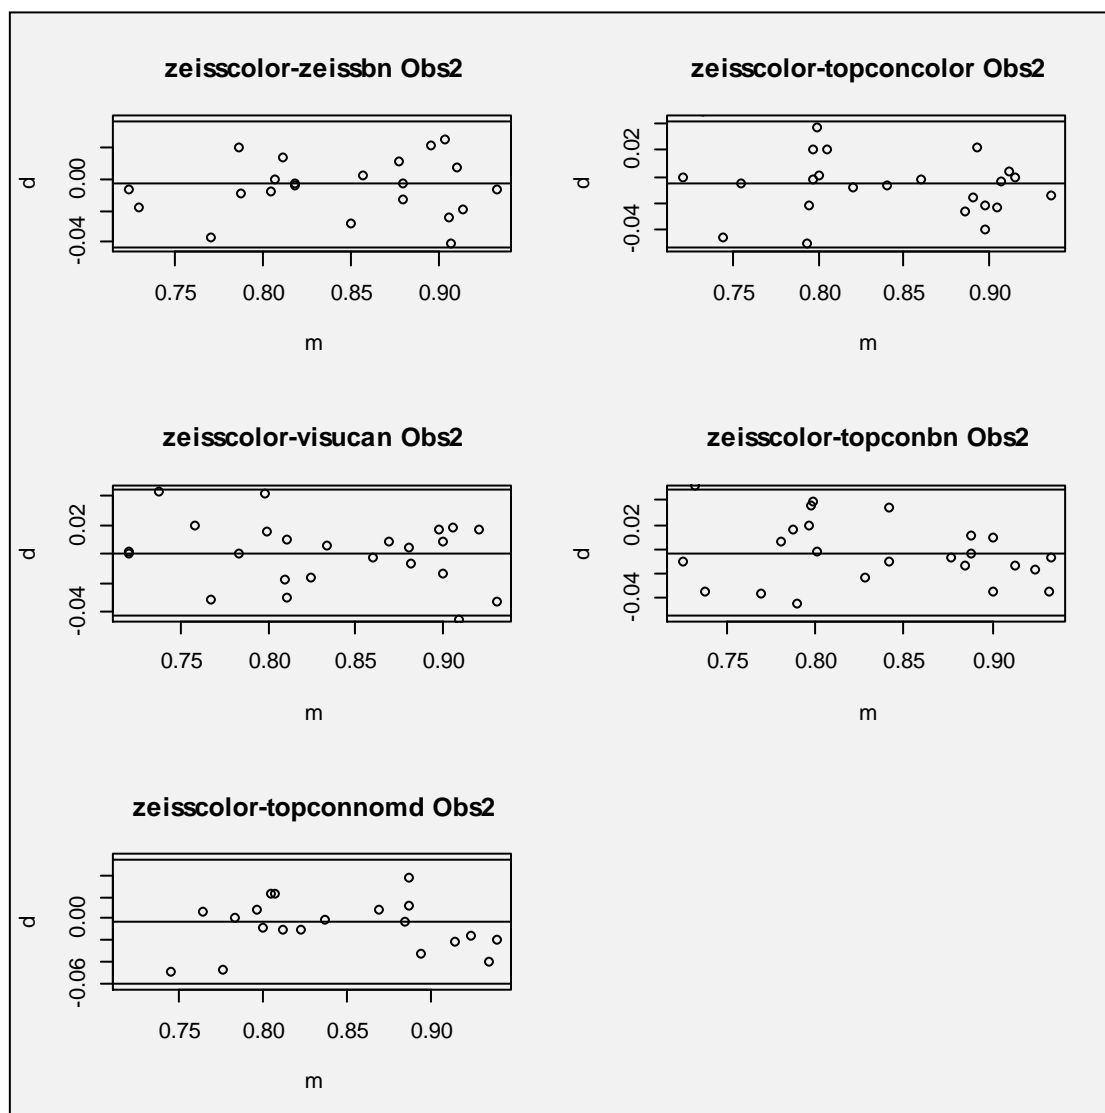 zeisscolor-zeissbn Obs2
d
0.00
-0.04
0.75 0.80 0.85 0.90
m
zeisscolor-topconcolor Obs2
d
0.02
-0.04
0.75 0.80 0.85 0.90
m
zeisscolor-visucan Obs2
d
0.02
-0.04
0.75 0.80 0.85 0.90
m
zeisscolor-topconbn Obs2
d
0.02
-0.04
0.75 0.80 0.85 0.90
m
zeisscolor-topconnomd Obs2
d
0.00
-0.06
0.75 0.80 0.85 0.90
m